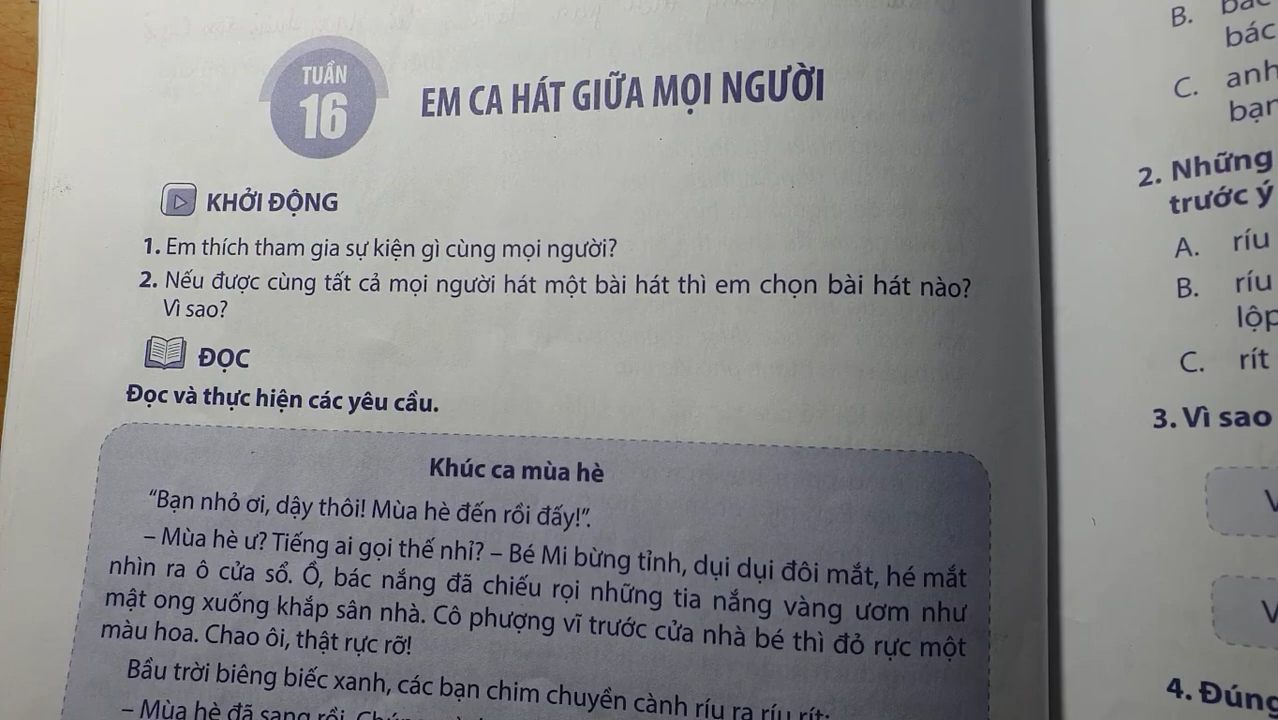 TUẦN
16
EM CA HÁT GIỮA MỌI NGƯỜI
KHỞI ĐỘNG
1. Em thích tham gia sự kiện gì cùng mọi người?
2. Nếu được cùng tất cả mọi người hát một bài hát thì em chọn bài hát nào?
Vì sao?
ĐỌC
Đọc và thực hiện các yêu cầu.
Khúc ca mùa hè
“Bạn nhỏ ơi, dậy thôi! Mùa hè đến rồi đấy!”.
– Mùa hè ư? Tiếng ai gọi thế nhỉ? – Bé Mi bừng tỉnh, dụi dụi đôi mắt, hé mắt
nhìn ra ô cửa sổ. Ồ, bác nắng đã chiếu rọi những tia nắng vàng ươm như
mật ong xuống khắp sân nhà. Cô phượng vĩ trước cửa nhà bé thì đỏ rực một
màu hoa. Chao ôi, thật rực rỡ!
Bầu trời biêng biếc xanh, các bạn chim chuyền cành ríu ra ríu rít:
– Mùa hè đã sang rồi.
B.
bác
C. anh
bạn
2. Những
trước ý
A. ríu
B. ríu
lộp
C. rít
3. Vì sao
V
V
4. Đúng